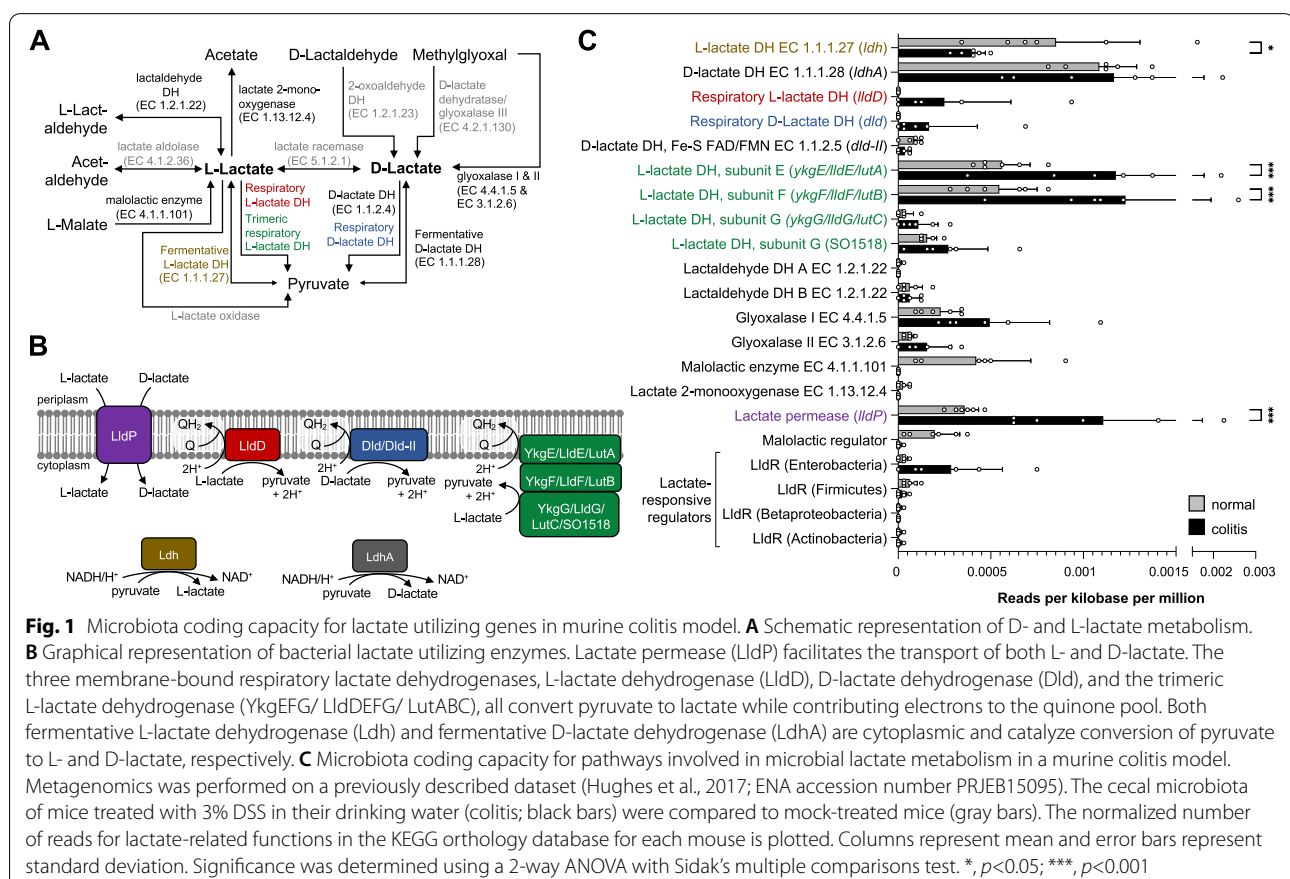 A
Acetate
D-Lactaldehyde
Methylglyoxal
lactaldehyde
DH
(EC 1.2.1.22)
lactate 2-mono-
oxygenase
(EC 1.13.12.4)
2-oxoaldehyde
DH
(EC 1.2.1.23)
D-lactate
dehydratase/
glyoxalase III
(EC 4.2.1.130)
L-Lact-
aldehyde
lactate aldolase
(EC 4.1.2.36)
lactate racemase
(EC 5.1.2.1)
Acet-
aldehyde
L-Lactate
D-Lactate
glyoxalase I & II
(EC 4.4.1.5 &
EC 3.1.2.6)
malolactic enzyme
(EC 4.1.1.101)
L-Malate
Respiratory
L-lactate DH
Trimeric
respiratory
L-lactate DH
D-lactate DH
(EC 1.1.2.4)
Respiratory
D-lactate DH
Fermentative
L-lactate DH
(EC 1.1.1.27)
Fermentative
D-lactate DH
(EC 1.1.1.28)
Pyruvate
L-lactate oxidase
B
L-lactate
D-lactate
periplasm
cytoplasm
LldP
L-lactate
D-lactate
QH2
Q
2H+
LldD
L-lactate
pyruvate
+ 2H+
QH2
Q
2H+
Dld/Dld-II
D-lactate
pyruvate
+ 2H+
QH2
Q
2H+
pyruvate
+ 2H+
L-lactate
YkgE/LldE/LutA
YkgF/LldF/LutB
YkgG/LldG/
LutC/SO1518
Ldh
NADH/H+
NAD+
pyruvate
L-lactate
LdhA
NADH/H+
NAD+
pyruvate
D-lactate
C
L-lactate DH EC 1.1.1.27 (ldh)
*
D-lactate DH EC 1.1.1.28 (ldhA)
Respiratory L-lactate DH (lldD)
Respiratory D-Lactate DH (dld)
D-lactate DH, Fe-S FAD/FMN EC 1.1.2.5 (dld-II)
L-lactate DH, subunit E (ykgE/lldE/lutA)
***
L-lactate DH, subunit F (ykgF/lldF/lutB)
***
L-lactate DH, subunit G (ykgG/lldG/lutC)
L-lactate DH, subunit G (SO1518)
Lactaldehyde DH A EC 1.2.1.22
Lactaldehyde DH B EC 1.2.1.22
Glyoxalase I EC 4.4.1.5
Glyoxalase II EC 3.1.2.6
Malolactic enzyme EC 4.1.1.101
Lactate 2-monooxygenase EC 1.13.12.4
Lactate permease (lldP)
***
Malolactic regulator
LldR (Enterobacteria)
LldR (Firmicutes)
LldR (Betaproteobacteria)
LldR (Actinobacteria)
Lactate-
responsive
regulators
normal
colitis
0 0.0005 0.001 0.0015 0.002 0.003
Reads per kilobase per million
Fig. 1 Microbiota coding capacity for lactate utilizing genes in murine colitis model. A Schematic representation of D- and L-lactate metabolism.
B Graphical representation of bacterial lactate utilizing enzymes. Lactate permease (LldP) facilitates the transport of both L- and D-lactate. The
three membrane-bound respiratory lactate dehydrogenases, L-lactate dehydrogenase (LldD), D-lactate dehydrogenase (Dld), and the trimeric
L-lactate dehydrogenase (YkgEFG/ LldDEFG/ LutABC), all convert pyruvate to lactate while contributing electrons to the quinone pool. Both
fermentative L-lactate dehydrogenase (Ldh) and fermentative D-lactate dehydrogenase (LdhA) are cytoplasmic and catalyze conversion of pyruvate
to L- and D-lactate, respectively. C Microbiota coding capacity for pathways involved in microbial lactate metabolism in a murine colitis model.
Metagenomics was performed on a previously described dataset (Hughes et al., 2017; ENA accession number PRJEB15095). The cecal microbiota
of mice treated with 3% DSS in their drinking water (colitis; black bars) were compared to mock-treated mice (gray bars). The normalized number
of reads for lactate-related functions in the KEGG orthology database for each mouse is plotted. Columns represent mean and error bars represent
standard deviation. Significance was determined using a 2-way ANOVA with Sidak's multiple comparisons test. *, p<0.05; ***, p<0.001